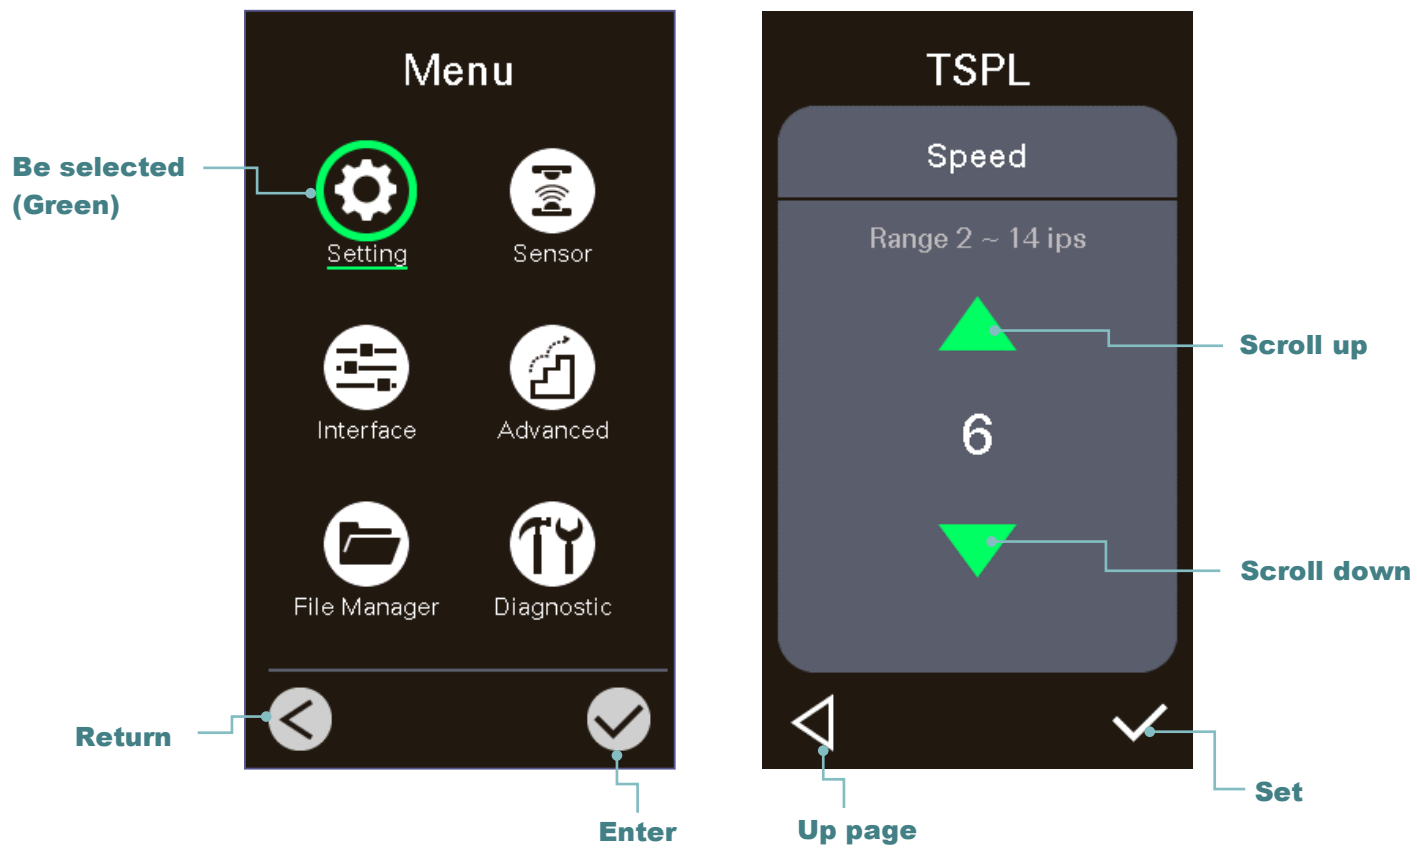 Menu
Be selected
(Green)
Setting
Sensor
Interface
Advanced
File Manager
Diagnostic
Return
Enter
TSPL
Speed
Range 2 ~ 14 ips
Scroll up
6
Scroll down
Set
Up page